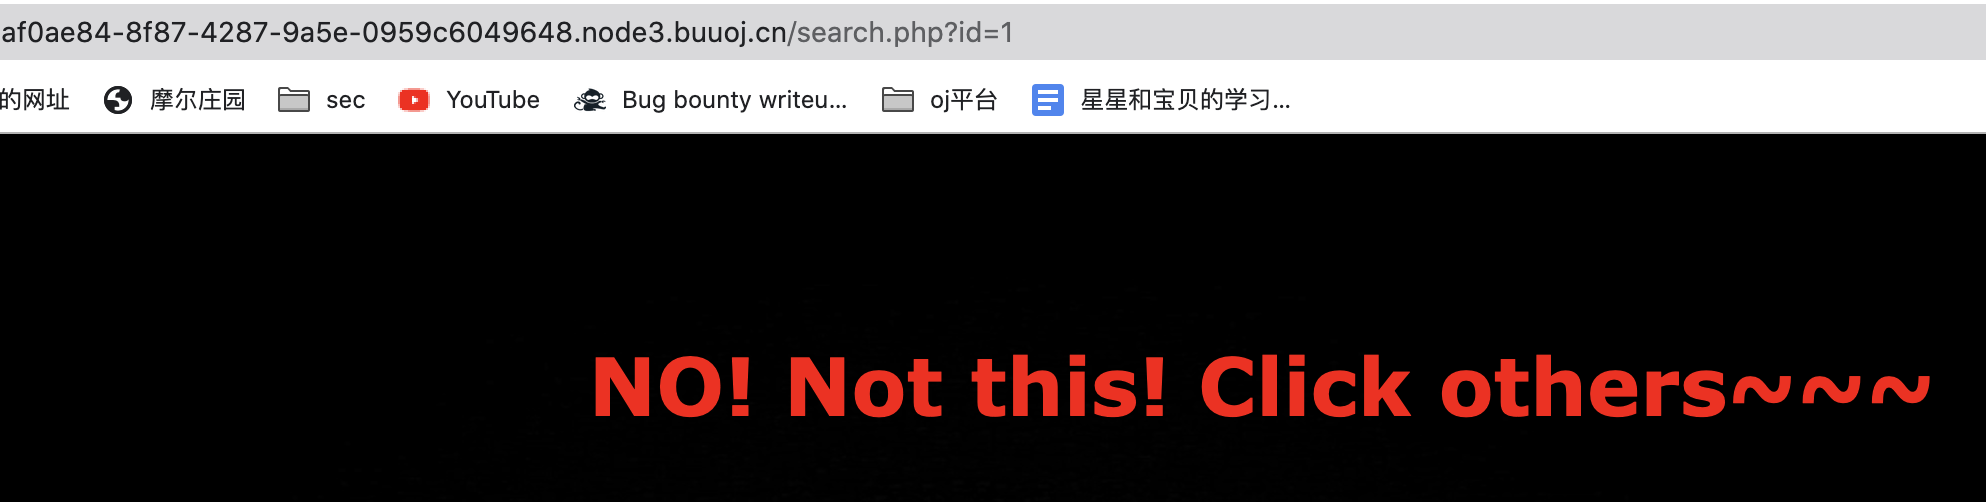 af0ae84-8f87-4287-9a5e-0959c6049648.node3.buuoj.cn/search.php?id=1
的网址 摩尔庄园 sec YouTube Bug bounty writeu... oj平台 星星和宝贝的学习...
NO! Not this! Click others~~~